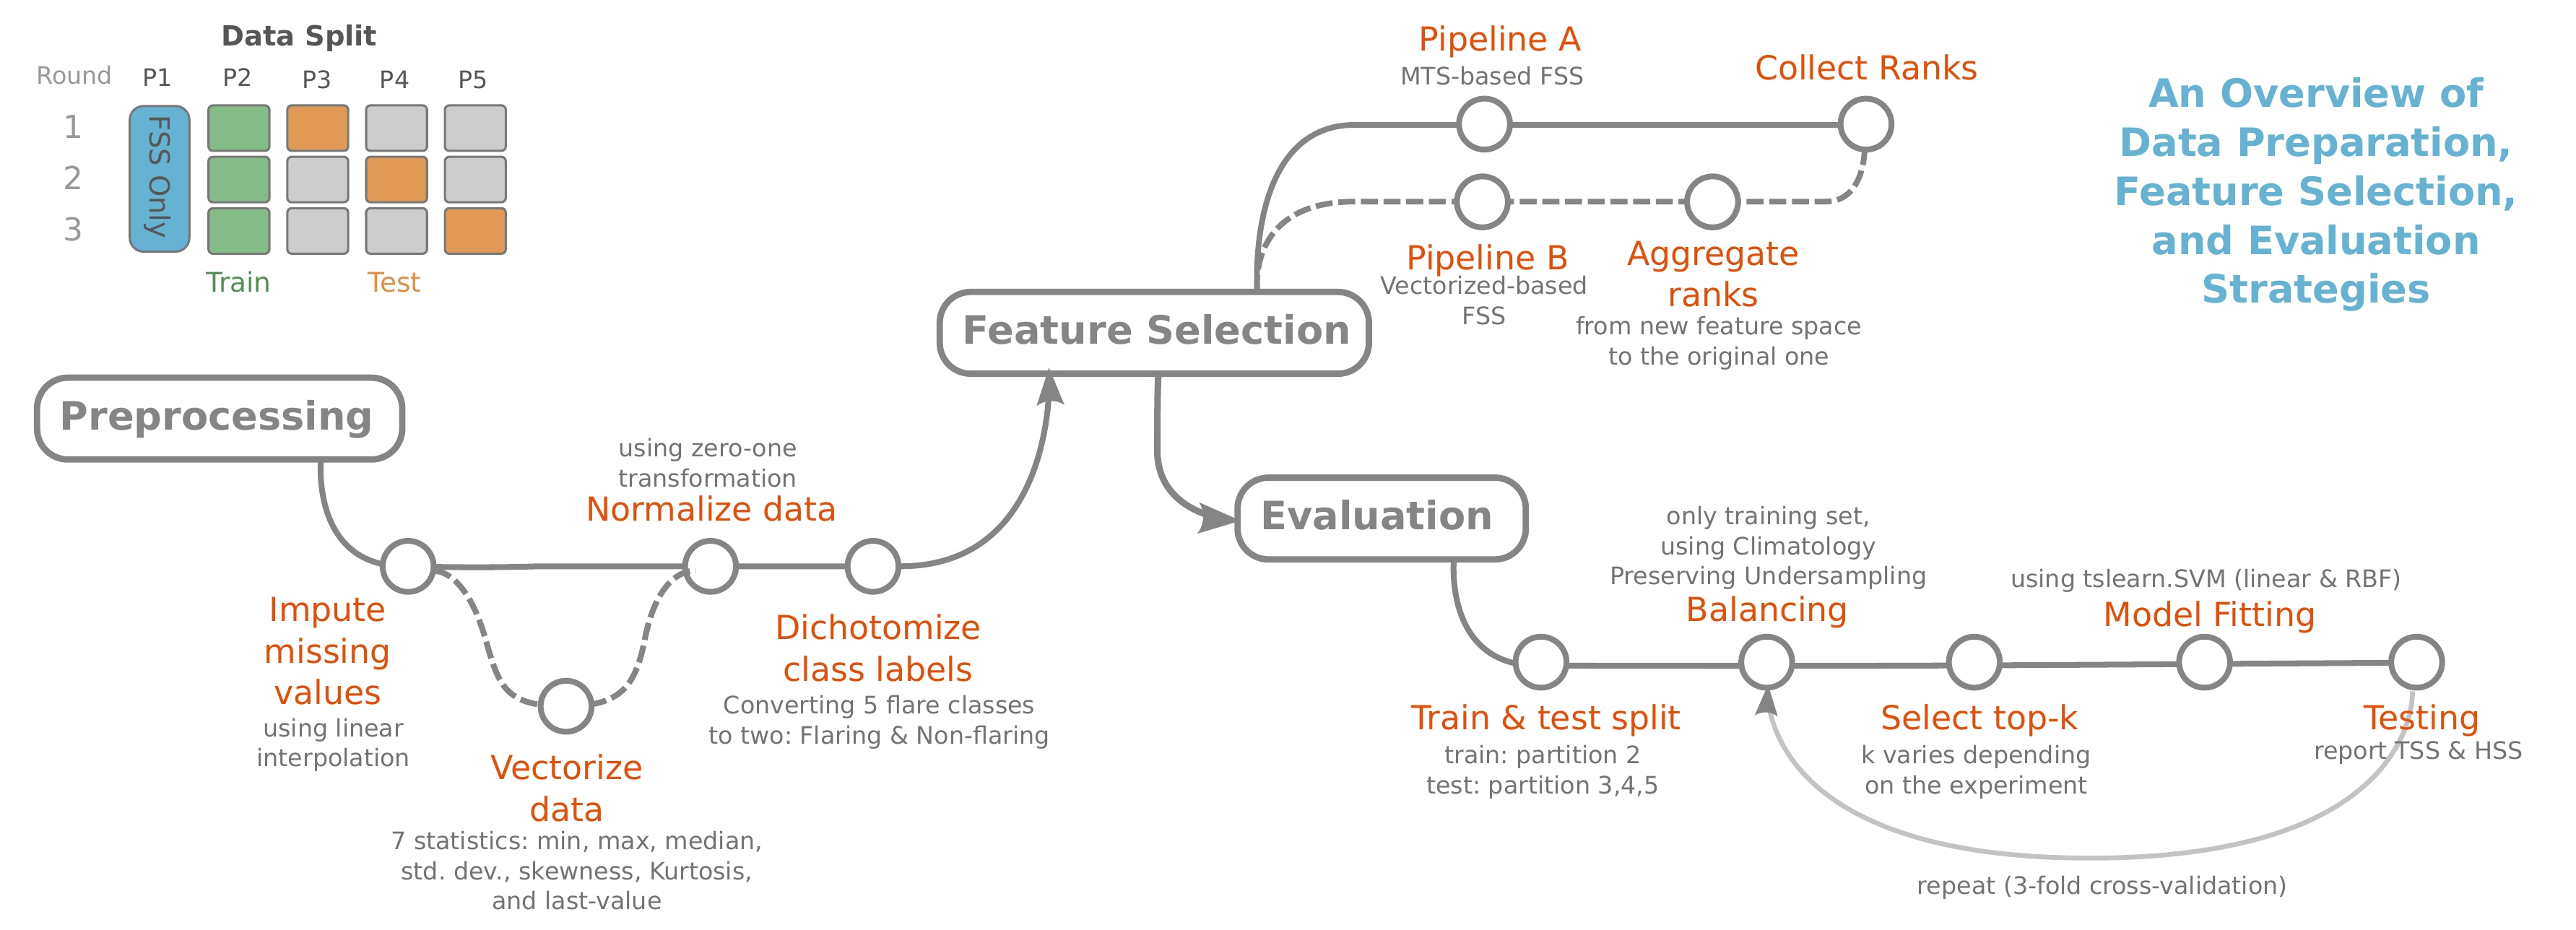 Data Split
Round P1 P2 P3 P4 P5
1
2
3
FSS Only
Train
Test
Pipeline A
MTS-based FSS
Collect Ranks
Pipeline B
Vectorized-based
FSS
Aggregate
ranks
from new feature space
to the original one
An Overview of
Data Preparation,
Feature Selection,
and Evaluation
Strategies
Feature Selection
Preprocessing
using zero-one
transformation
Normalize data
Impute
missing
values
using linear
interpolation
Vectorize
data
7 statistics: min, max, median,
std. dev., skewness, Kurtosis,
and last-value
Dichotomize
class labels
Converting 5 flare classes
to two: Flaring & Non-flaring
Evaluation
Train & test split
train: partition 2
test: partition 3,4,5
only training set,
using Climatology
Preserving Undersampling
Balancing
Select top-k
k varies depending
on the experiment
using tslearn.SVM (linear & RBF)
Model Fitting
Testing
report TSS & HSS
repeat (3-fold cross-validation)